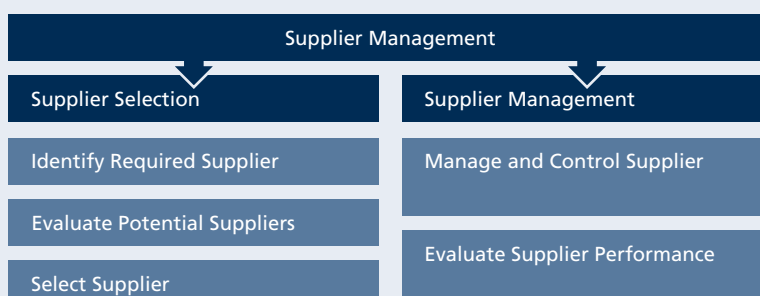 Supplier Management
Supplier Selection
Identify Required Supplier
Evaluate Potential Suppliers
Select Supplier
Supplier Management
Manage and Control Supplier
Evaluate Supplier Performance